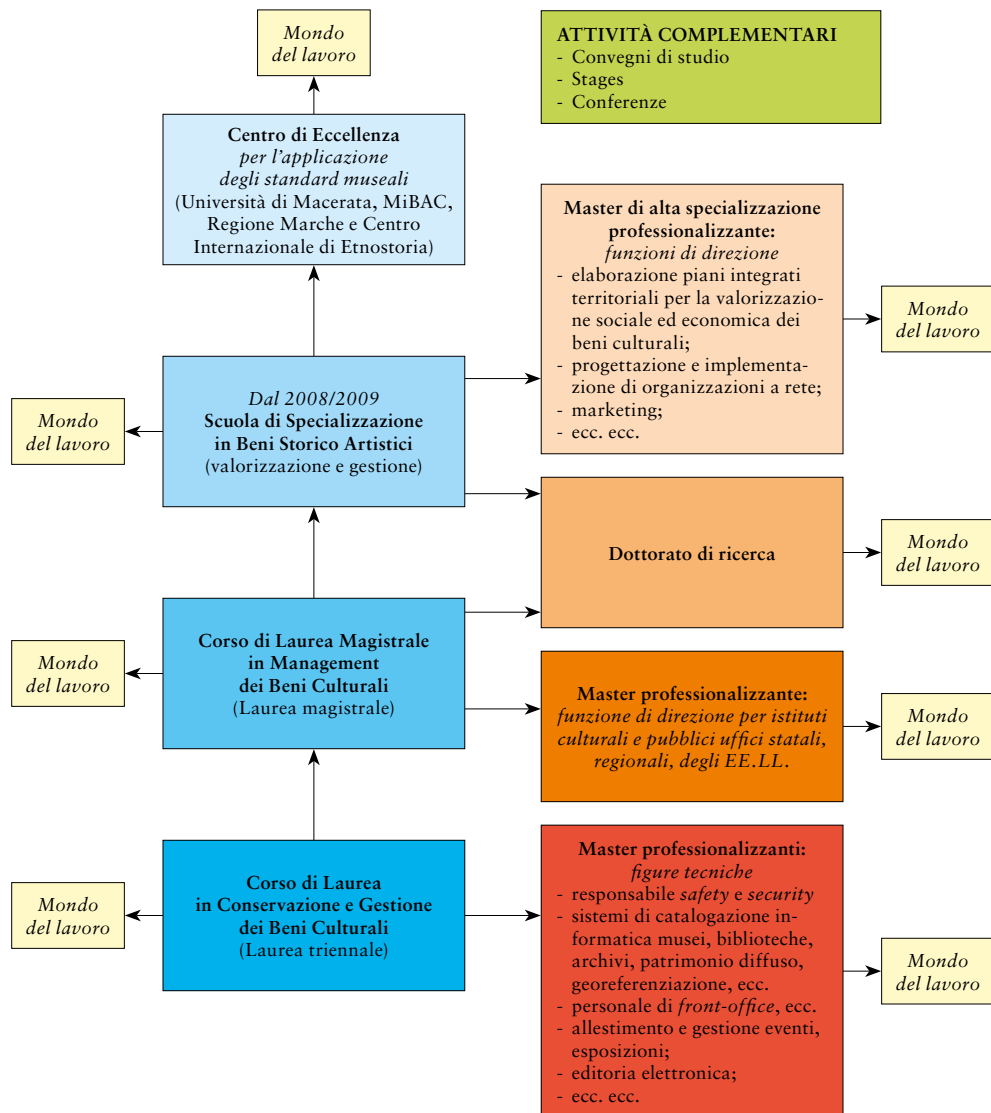 Mondo
del lavoro
ATTIVITÀ COMPLEMENTARI
- Convegni di studio
- Stages
- Conferenze
Centro di Eccellenza
per l'applicazione
degli standard museali
(Università di Macerata, MiBAC,
Regione Marche e Centro
Internazionale di Etnostoria)
Master di alta specializzazione
professionalizzante:
funzioni di direzione
- elaborazione piani integrati
territoriali per la valorizzazio-
ne sociale ed economica dei
beni culturali;
- progettazione e implementa-
zione di organizzazioni a rete;
- marketing;
- ecc. ecc.
Mondo
del lavoro
Mondo
del lavoro
Dal 2008/2009
Scuola di Specializzazione
in Beni Storico Artistici
(valorizzazione e gestione)
Dottorato di ricerca
Mondo
del lavoro
Mondo
del lavoro
Corso di Laurea Magistrale
in Management
dei Beni Culturali
(Laurea magistrale)
Master professionalizzante:
funzione di direzione per istituti
culturali e pubblici uffici statali,
regionali, degli EE.LL.
Mondo
del lavoro
Mondo
del lavoro
Corso di Laurea
in Conservazione e Gestione
dei Beni Culturali
(Laurea triennale)
Master professionalizzanti:
figure tecniche
- responsabile safety e security
- sistemi di catalogazione in-
formatica musei, biblioteche,
archivi, patrimonio diffuso,
georeferenziazione, ecc.
- personale di front-office, ecc.
- allestimento e gestione eventi,
esposizioni;
- editoria elettronica;
- ecc. ecc.
Mondo
del lavoro